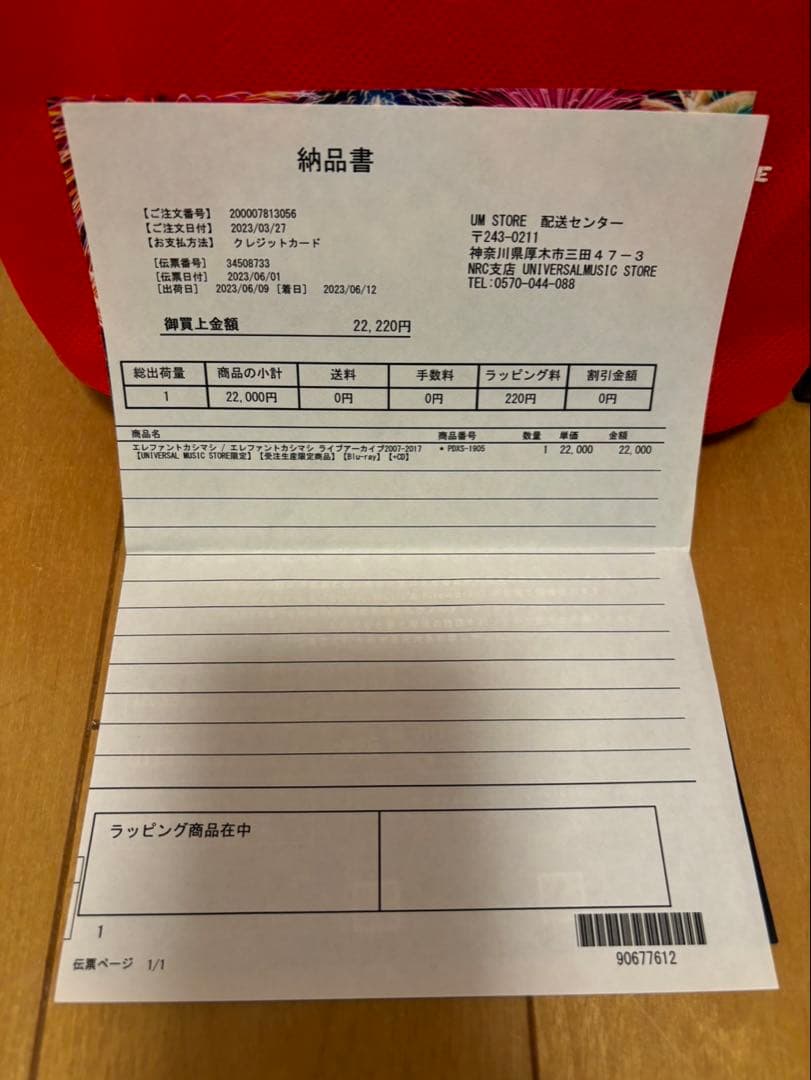 納品書
【ご注文番号】 200007813056
【ご注文日付】 2023/03/27
【お支払方法】 クレジットカード
[伝票番号] 34508733
[伝票日付] 2023/06/01
[出荷日] 2023/06/09 [着日] 2023/06/12
UM STORE 配送センター
〒243-0211
神奈川県厚木市三田47-3
NRC支店 UNIVERSALMUSIC STORE
TEL:0570-044-088
御買上金額 22,220円
総出荷量 商品の小計 送料 手数料 ラッピング料 割引金額
1 22,000円 0円 0円 220円 0円
商品名 商品番号 数量 単価 金額
エレファントカシマシ / エレファントカシマシ ライブアーカイブ2007-2017 * PDXS-1905 1 22,000 22,000
【UNIVERSAL MUSIC STORE限定】【受注生産限定商品】【Blu-ray】【+CD】
ラッピング商品在中
1
伝票ページ 1/1
90677612
E